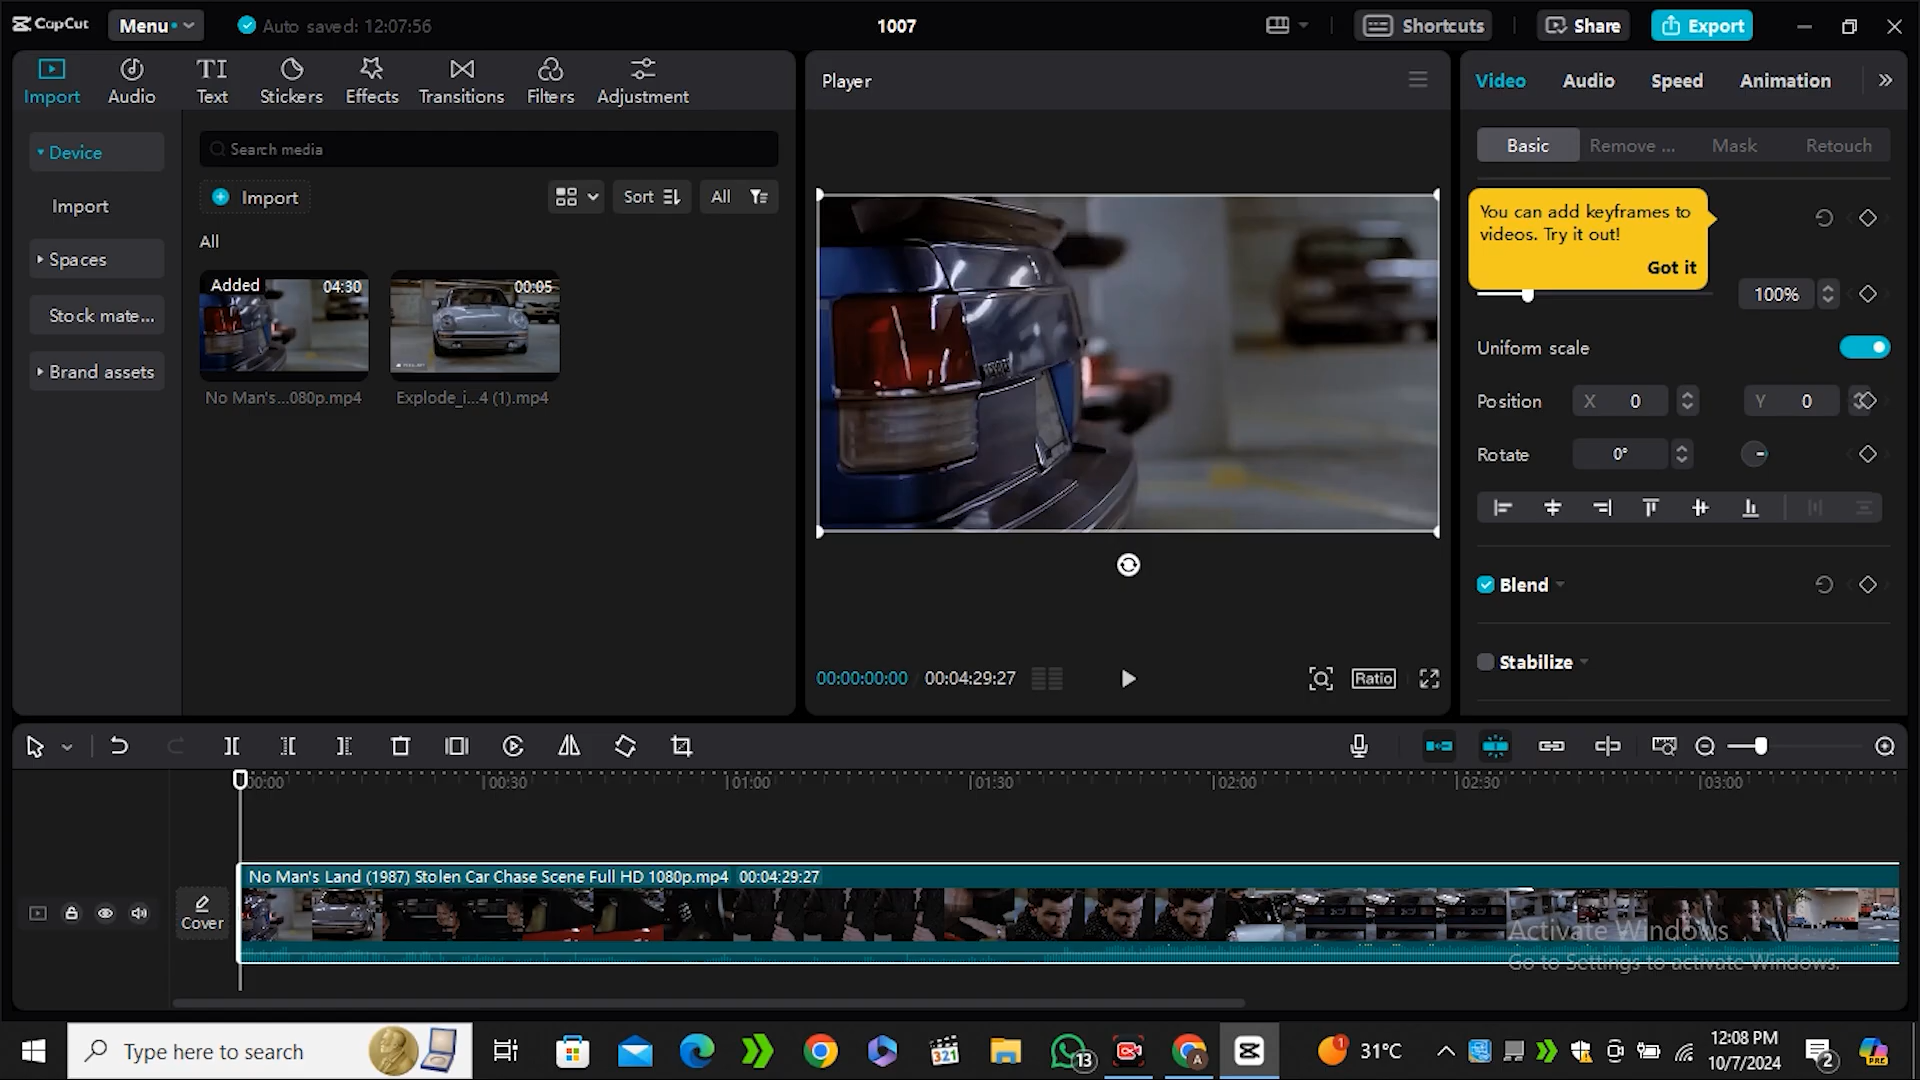 CapCut
Menu
Auto saved: 12:07:56
1007
Shortcuts
Share
Export
Import
Audio
TI
Text
Stickers
Effects
Transitions
Filters
Adjustment
Device
Import
Spaces
Stock mate...
Brand assets
Search media
Import
Sort
All
All
Added
04:30
00:05
No Man's...080p.mp4
Explode_i...4 (1).mp4
Player
00:00:00:00
00:04:29:27
Ratio
Video
Audio
Speed
Animation
Basic
Remove ...
Mask
Retouch
You can add keyframes to
videos. Try it out!
Got it
100%
Uniform scale
Position
X 0
Y 0
Rotate
0°
Blend
Stabilize
00:00
00:30
01:00
01:30
02:00
02:30
03:00
Cover
No Man's Land (1987) Stolen Car Chase Scene Full HD 1080p.mp4 00:04:29:27
Activate Windows
Go to Settings to activate Windows.
Type here to search
321
13
A
1
31°C
12:08 PM
10/7/2024
2
PRE